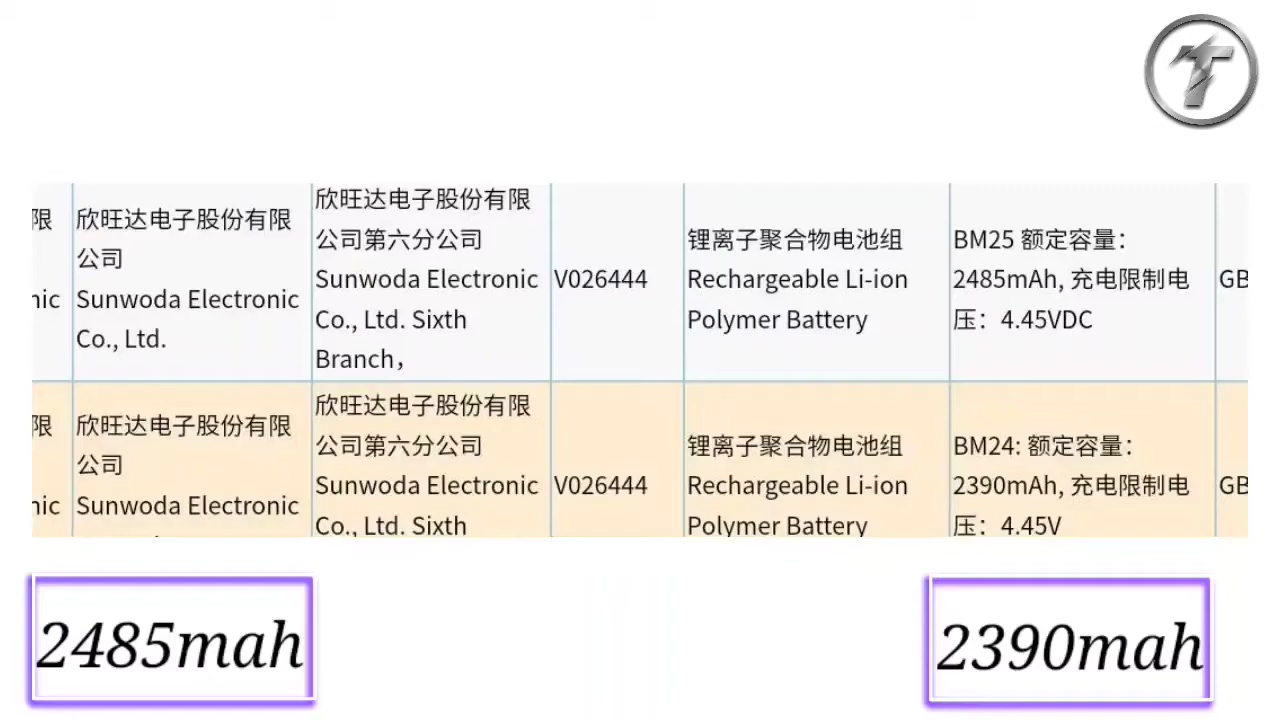 T
限
nic
欣旺达电子股份有限
公司
Sunwoda Electronic
Co., Ltd.
欣旺达电子股份有限
公司第六分公司
Sunwoda Electronic
Co., Ltd. Sixth
Branch，
V026444
锂离子聚合物电池组
Rechargeable Li-ion
Polymer Battery
BM25 额定容量：
2485mAh, 充电限制电
压：4.45VDC
GB
限
nic
欣旺达电子股份有限
公司
Sunwoda Electronic
欣旺达电子股份有限
公司第六分公司
Sunwoda Electronic
Co., Ltd. Sixth
V026444
锂离子聚合物电池组
Rechargeable Li-ion
Polymer Battery
BM24: 额定容量：
2390mAh, 充电限制电
压：4.45V
GB
2485mah
2390mah